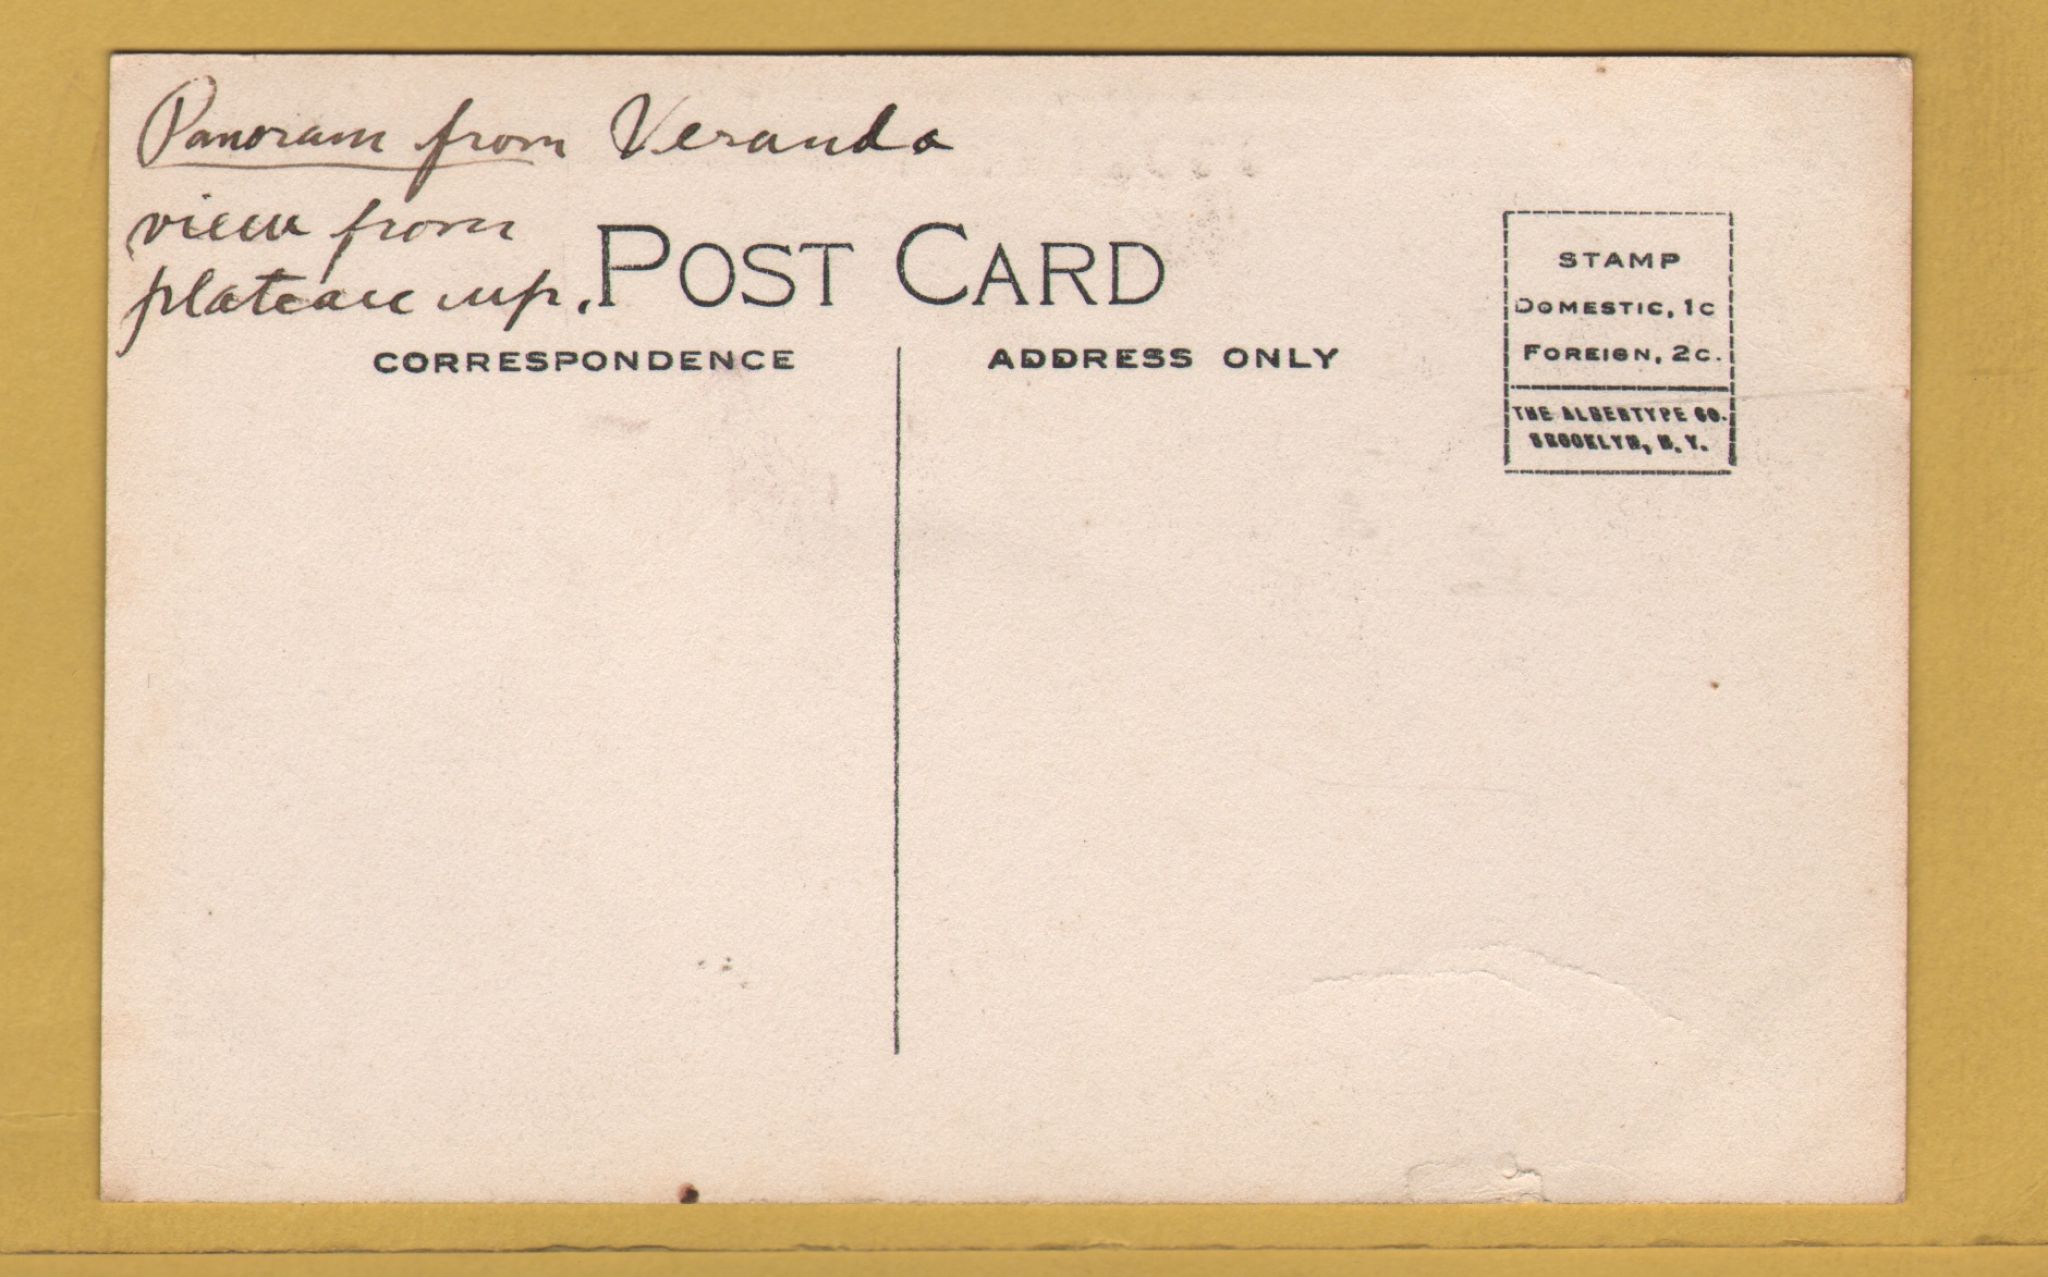 Panoram from Veranda
view from
plateau up.
POST CARD
CORRESPONDENCE
ADDRESS ONLY
STAMP
DOMESTIC, 1C
FOREIGN, 2C.
THE ALBERTYPE CO.
BROOKLYN, N. Y.